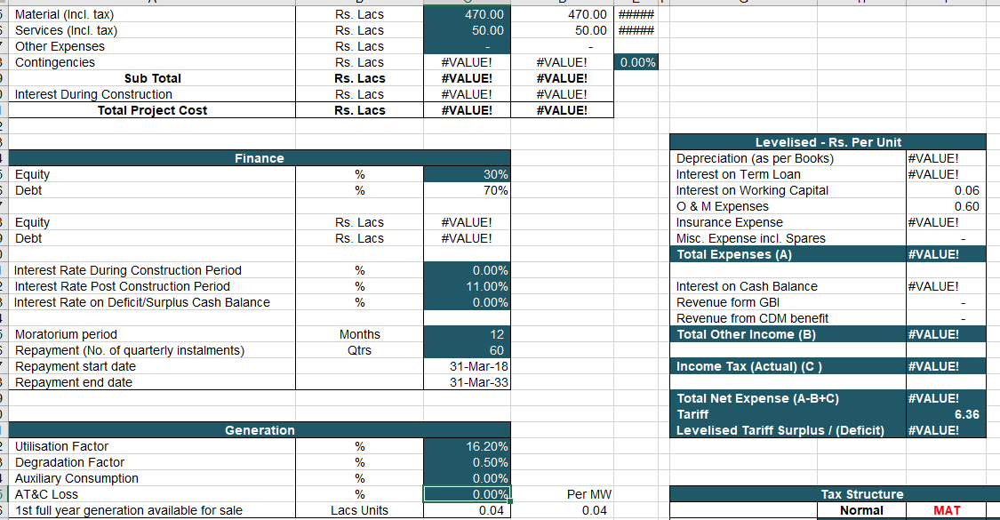 Material (Incl. tax) Rs. Lacs 470.00 470.00 #####
Services (Incl. tax) Rs. Lacs 50.00 50.00 #####
Other Expenses Rs. Lacs - -
Contingencies Rs. Lacs #VALUE! #VALUE! 0.00%
Sub Total Rs. Lacs #VALUE! #VALUE!
Interest During Construction Rs. Lacs #VALUE! #VALUE!
Total Project Cost Rs. Lacs #VALUE! #VALUE!
Finance
Equity % 30%
Debt % 70%
Equity Rs. Lacs #VALUE!
Debt Rs. Lacs #VALUE!
Interest Rate During Construction Period % 0.00%
Interest Rate Post Construction Period % 11.00%
Interest Rate on Deficit/Surplus Cash Balance % 0.00%
Moratorium period Months 12
Repayment (No. of quarterly instalments) Qtrs 60
Repayment start date 31-Mar-18
Repayment end date 31-Mar-33
Generation
Utilisation Factor % 16.20%
Degradation Factor % 0.50%
Auxiliary Consumption % 0.00%
AT&C Loss % 0.00% Per MW
1st full year generation available for sale Lacs Units 0.04 0.04
Levelised - Rs. Per Unit
Depreciation (as per Books) #VALUE!
Interest on Term Loan #VALUE!
Interest on Working Capital 0.06
O & M Expenses 0.60
Insurance Expense #VALUE!
Misc. Expense incl. Spares -
Total Expenses (A) #VALUE!
Interest on Cash Balance #VALUE!
Revenue form GBI -
Revenue from CDM benefit -
Total Other Income (B) #VALUE!
Income Tax (Actual) (C ) #VALUE!
Total Net Expense (A-B+C) #VALUE!
Tariff 6.36
Levelised Tariff Surplus / (Deficit) #VALUE!
Tax Structure
Normal MAT